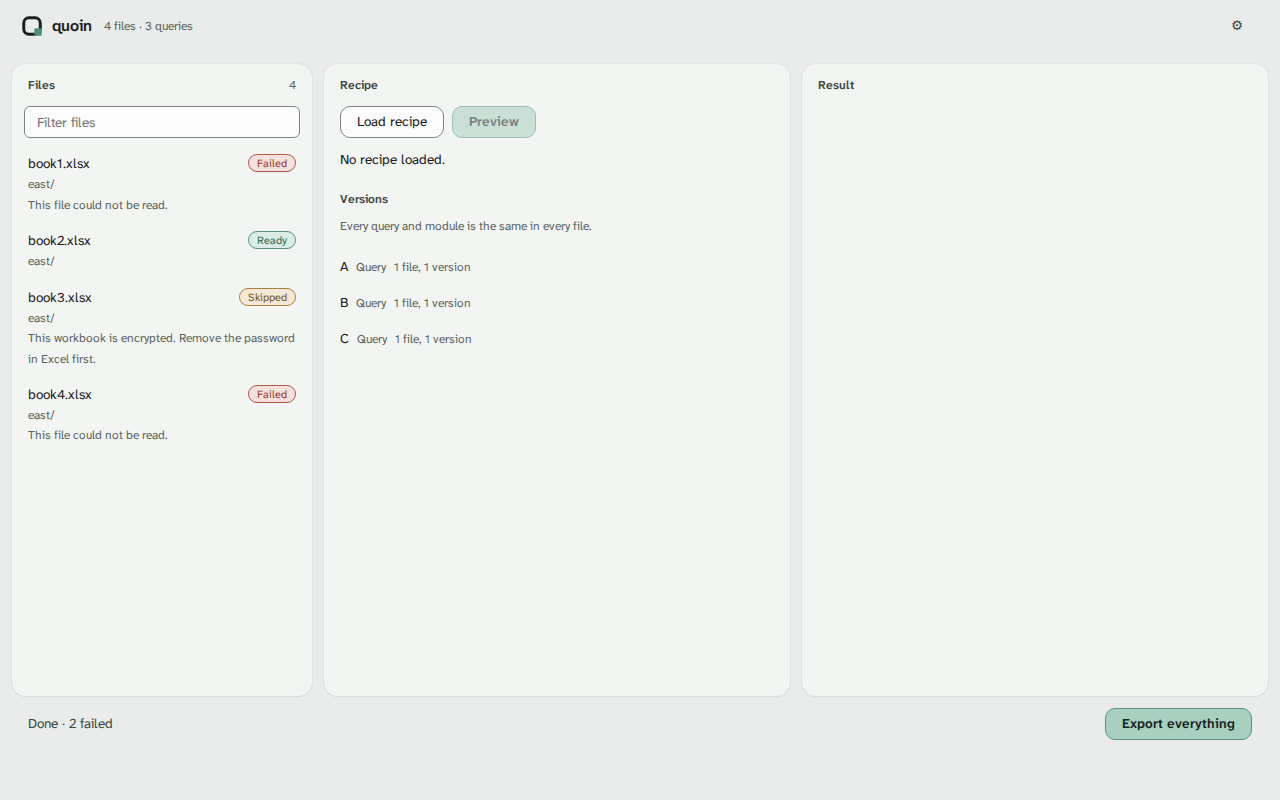 quoin 4 files · 3 queries
⚙
Files 4
Filter files
book1.xlsx Failed
east/
This file could not be read.
book2.xlsx Ready
east/
book3.xlsx Skipped
east/
This workbook is encrypted. Remove the password
in Excel first.
book4.xlsx Failed
east/
This file could not be read.
Recipe
Load recipe Preview
No recipe loaded.
Versions
Every query and module is the same in every file.
A Query 1 file, 1 version
B Query 1 file, 1 version
C Query 1 file, 1 version
Result
Done · 2 failed
Export everything